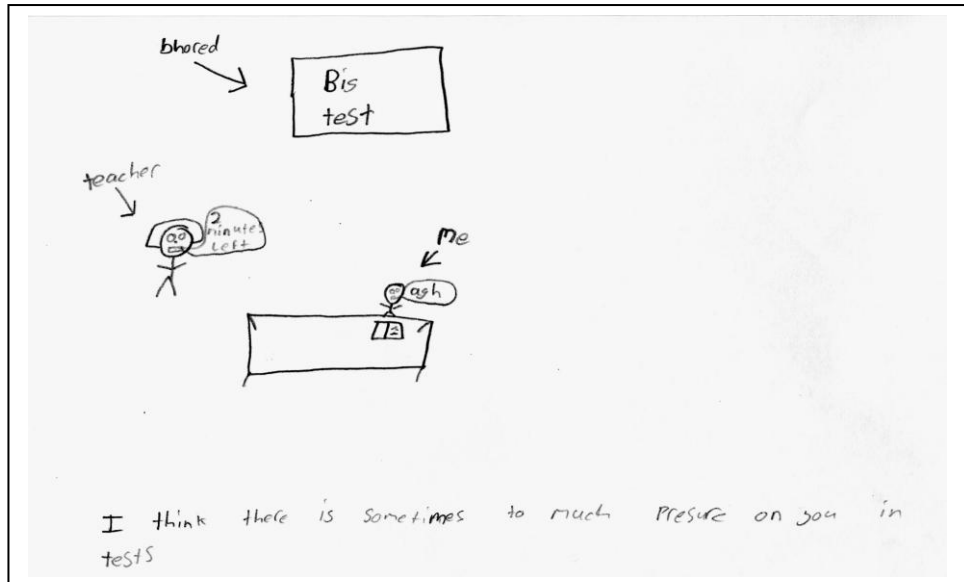 bhored
Bis
test
teacher
2
minutes
Left
me
agh
I think there is sometimes to much Presure on you in
tests